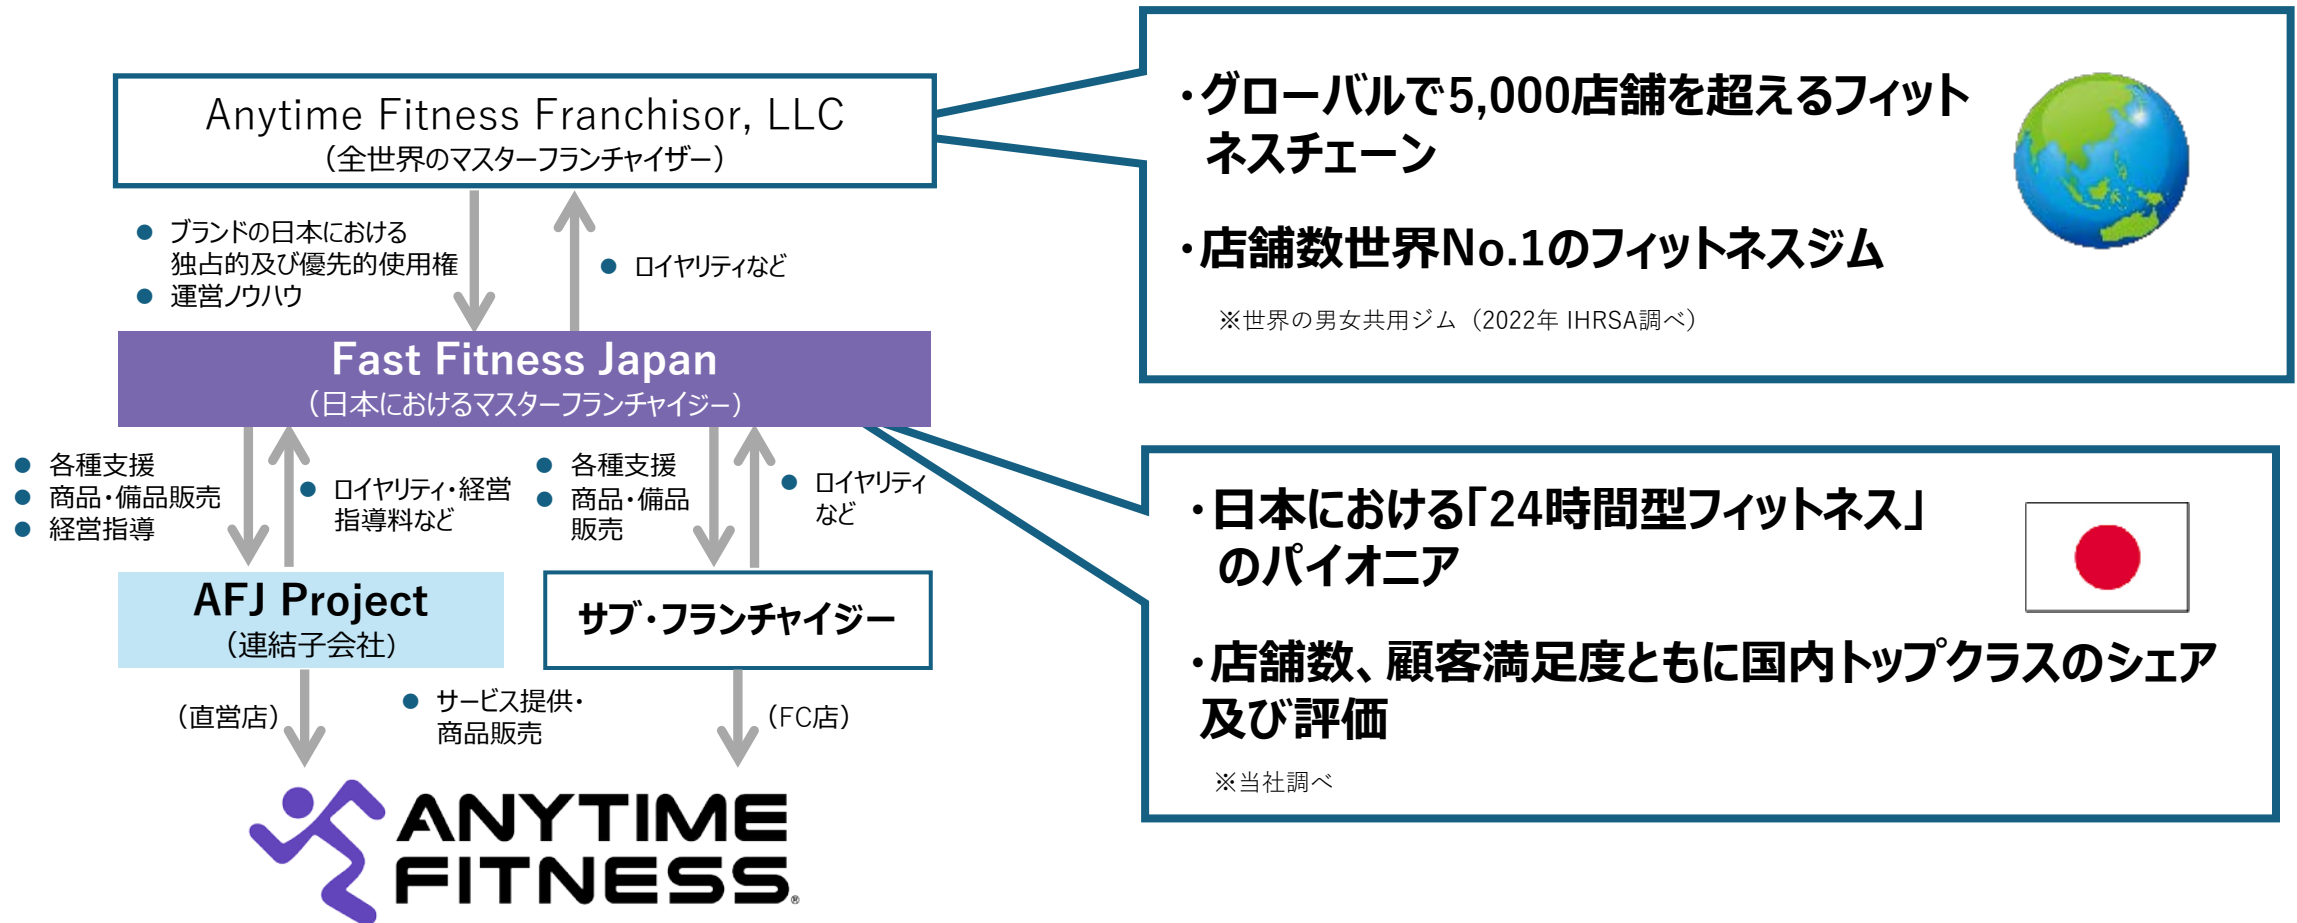 Anytime Fitness Franchisor, LLC
（全世界のマスターフランチャイザー）
● ブランドの日本における
独占的及び優先的使用権
● 運営ノウハウ
● ロイヤリティなど
Fast Fitness Japan
（日本におけるマスターフランチャイジー）
● 各種支援
● 商品・備品販売
● 経営指導
● ロイヤリティ・経営
指導料など
● 各種支援
● 商品・備品
販売
● ロイヤリティ
など
AFJ Project
（連結子会社）
サブ・フランチャイジー
（直営店）
● サービス提供・
商品販売
（FC店）
ANYTIME
FITNESS®
・グローバルで5,000店舗を超えるフィット
ネスチェーン
・店舗数世界No.1のフィットネスジム
※世界の男女共用ジム（2022年 IHRSA調べ）
・日本における「24時間型フィットネス」
のパイオニア
・店舗数、顧客満足度ともに国内トップクラスのシェア
及び評価
※当社調べ